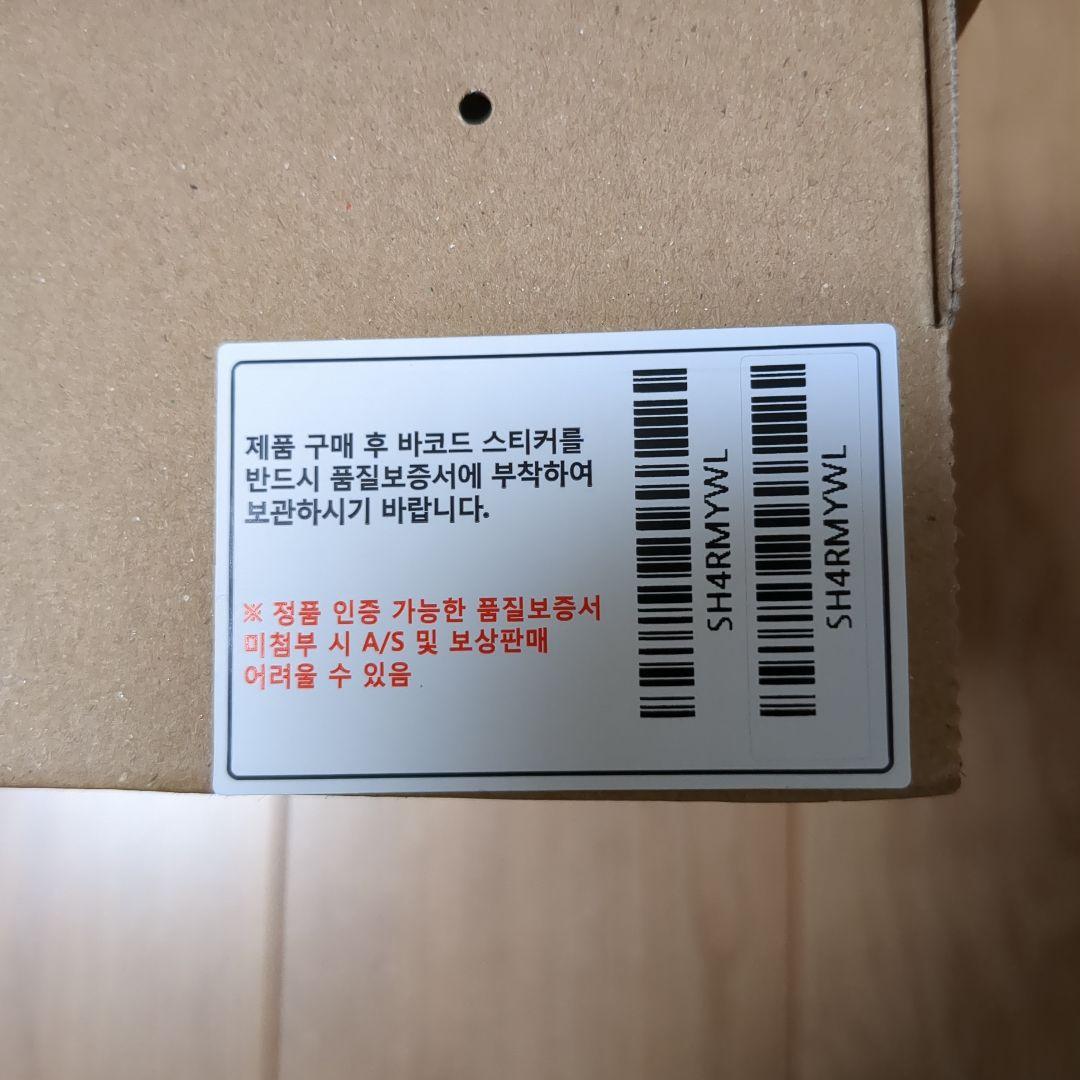 제품 구매 후 바코드 스티커를
반드시 품질보증서에 부착하여
보관하시기 바랍니다.
※ 정품 인증 가능한 품질보증서
미첨부 시 A/S 및 보상판매
어려울 수 있음
SH4RMYWL
SH4RMYWL